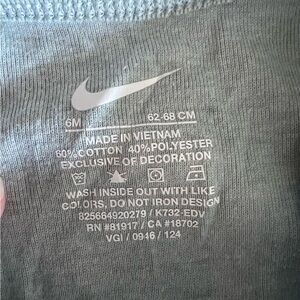 6M 62-68 CM
MADE IN VIETNAM
60% COTTON 40% POLYESTER
EXCLUSIVE OF DECORATION
WASH INSIDE OUT WITH LIKE
COLORS, DO NOT IRON DESIGN
825664920279 / K732-EDV
RN #81917 / CA #18702
VGI / 0946 / 124